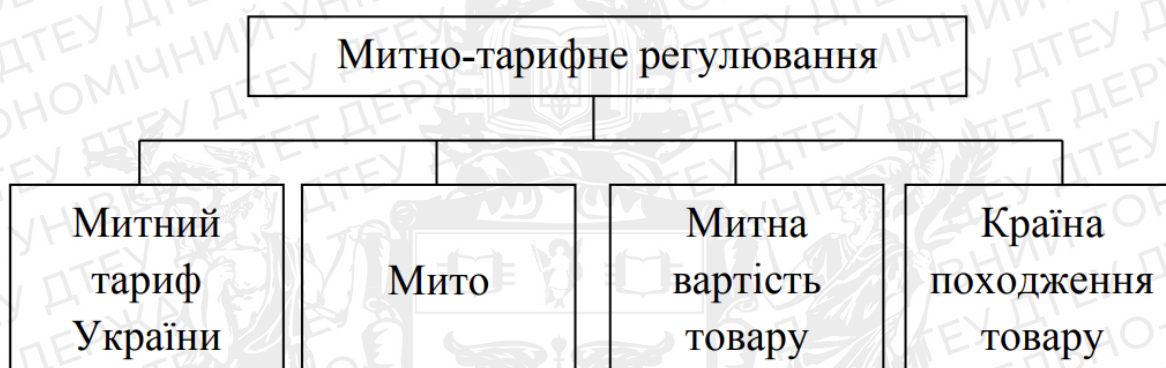 Митно-тарифне регулювання
Митний
тариф
України
Мито
Митна
вартість
товару
Країна
походження
товару